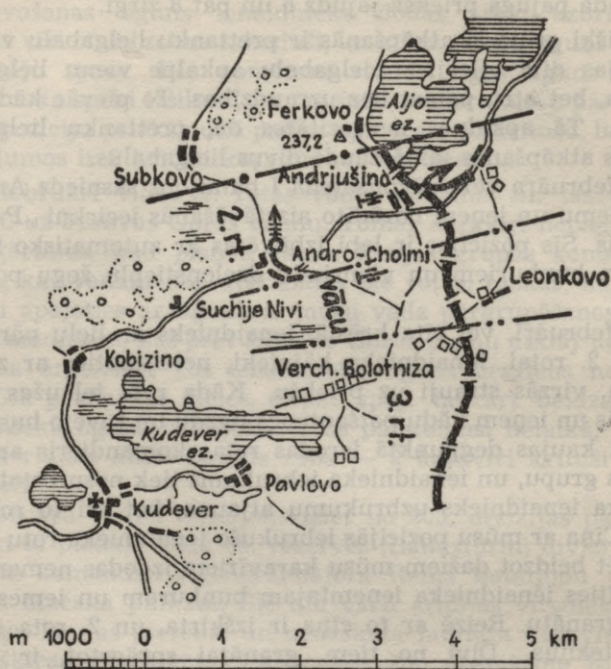 Aljo
ez.
Ferkovo
237,2
Subkovo
Andrjušino
2. rt.
Andro-Cholmi
Leonkovo
Vācu
Suchije Nivi
Kobizino
Verch. Bolotniza
3. rt.
Kudever
ez.
Pavlovo
Kudever
m 1000 0 1 2 3 4 5 km